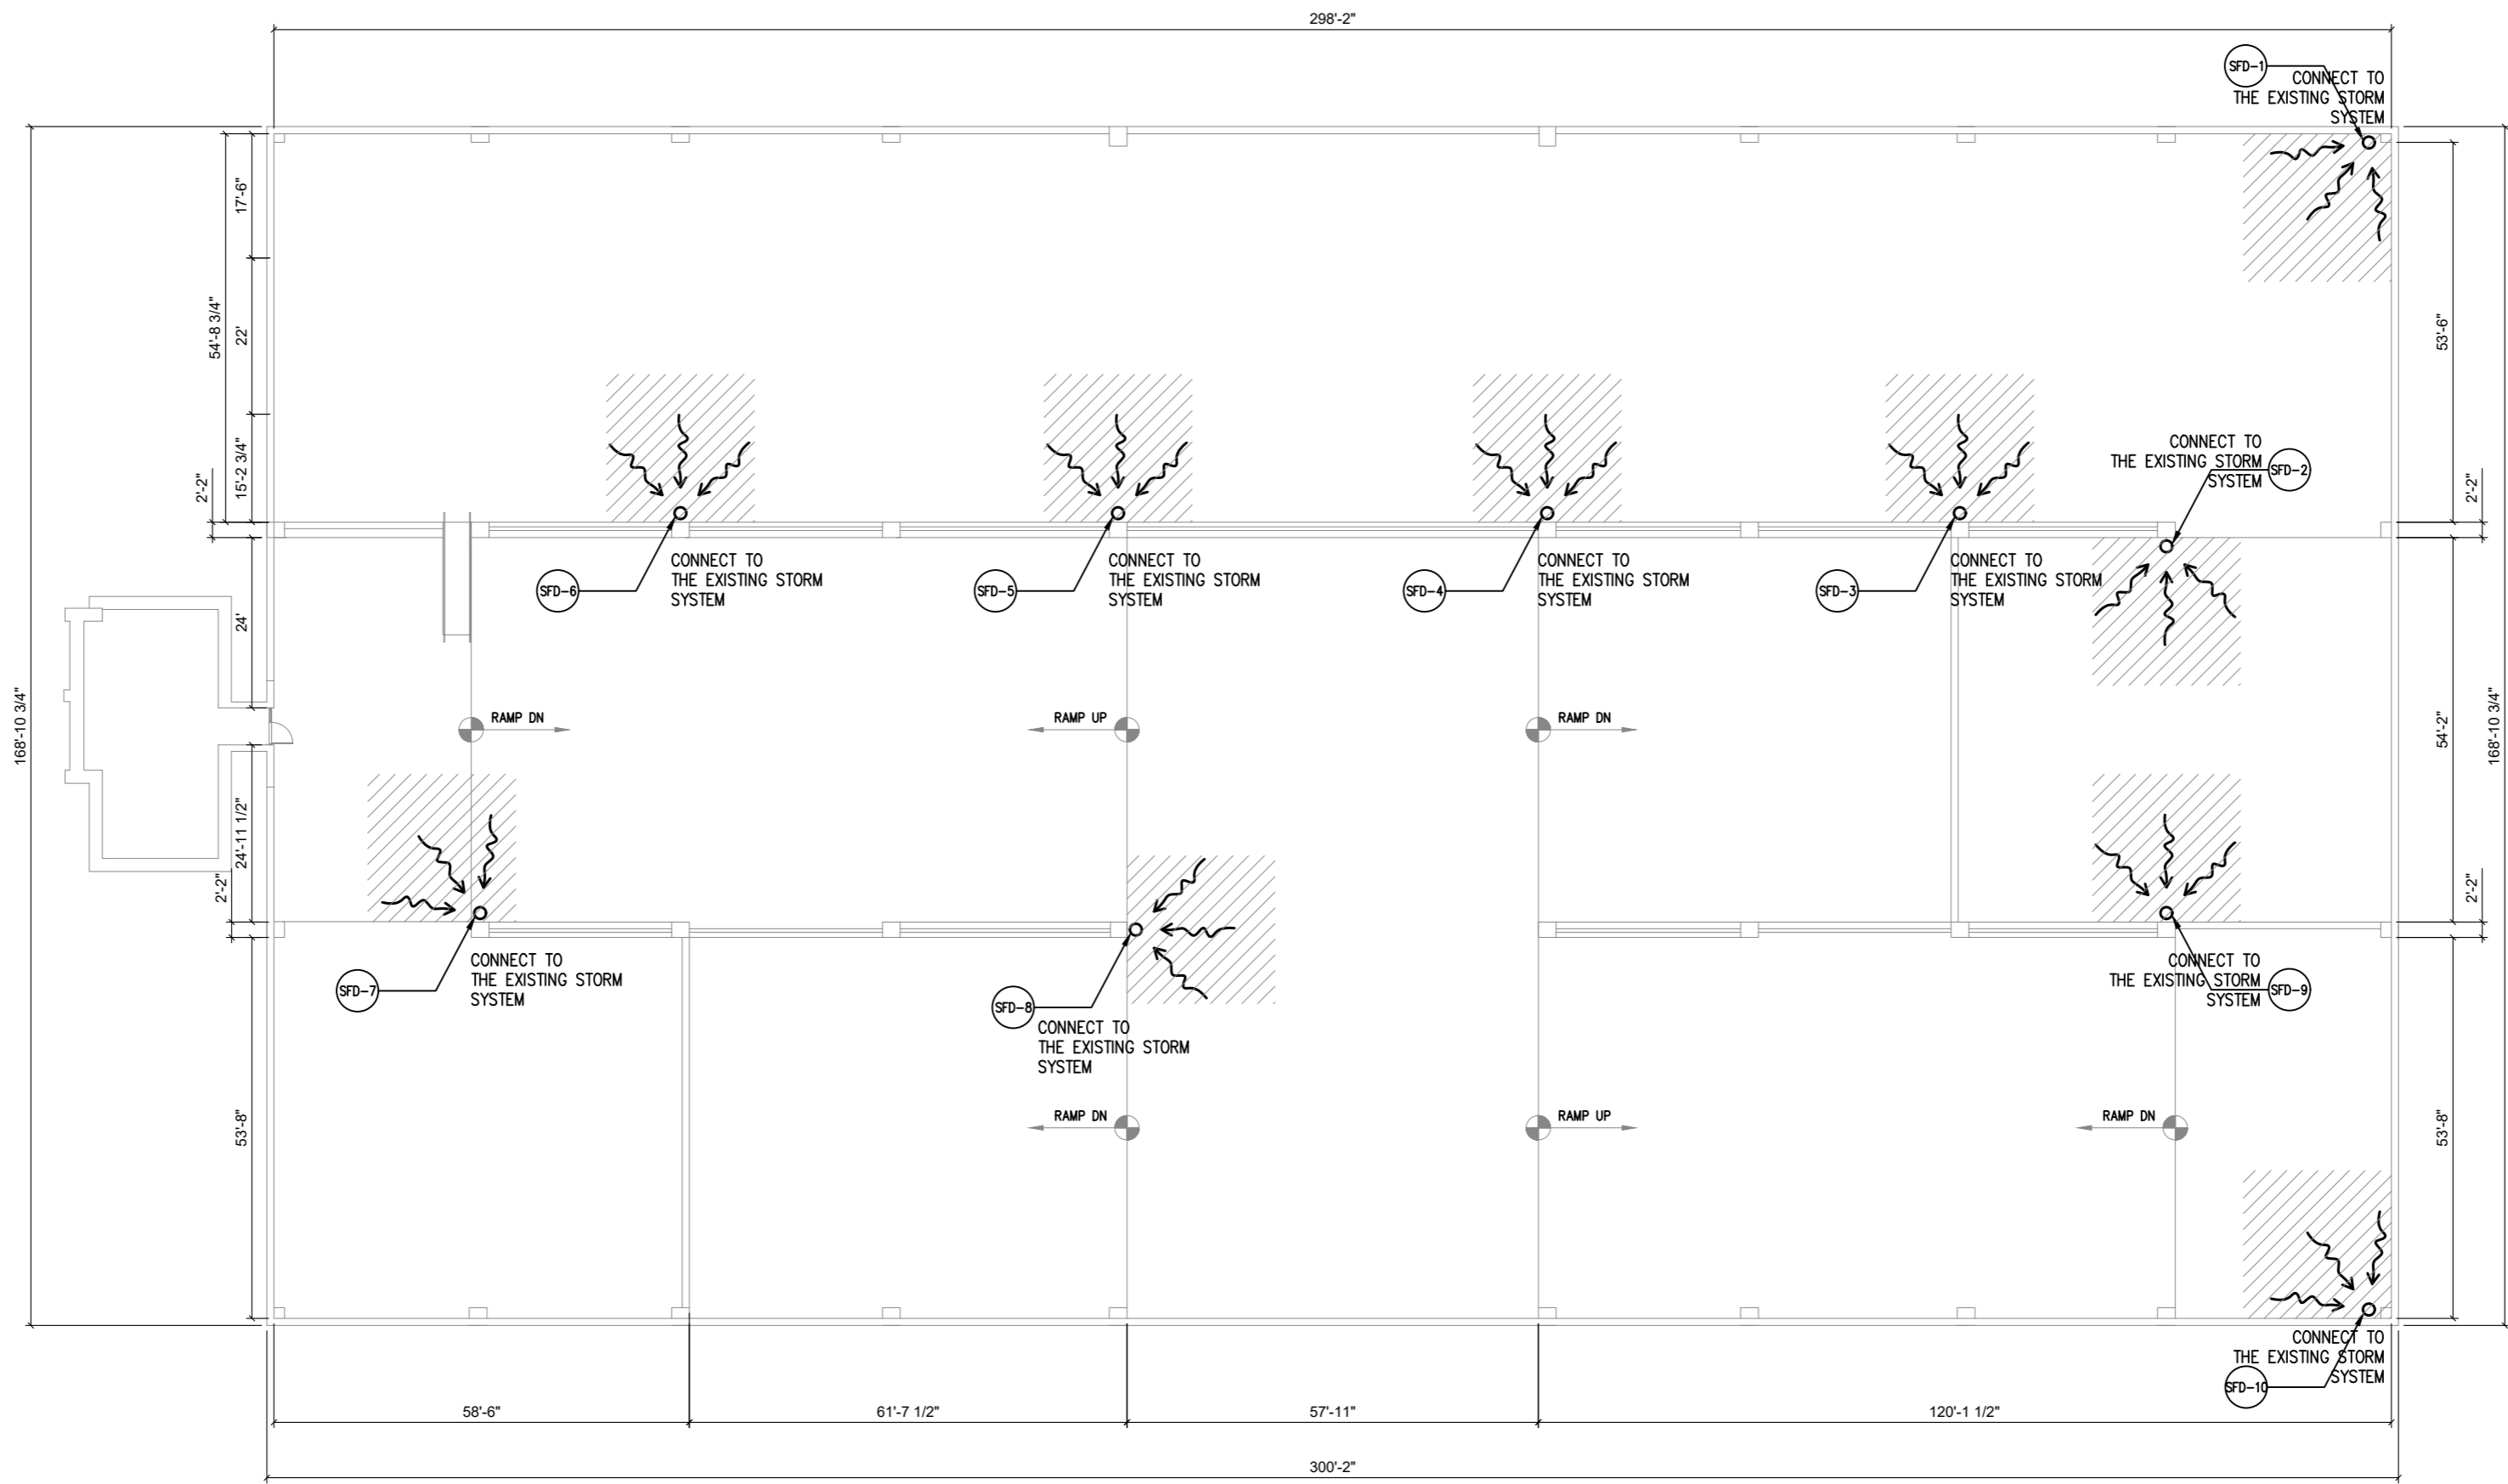 298'-2"
SFD-1
CONNECT TO
THE EXISTING STORM
SYSTEM
17'-6"
54'-8 3/4"
22'
15'-2 3/4"
2'-2"
53'-6"
2'-2"
CONNECT TO
THE EXISTING STORM
SYSTEM
SFD-2
SFD-6
CONNECT TO
THE EXISTING STORM
SYSTEM
SFD-5
CONNECT TO
THE EXISTING STORM
SYSTEM
SFD-4
CONNECT TO
THE EXISTING STORM
SYSTEM
SFD-3
CONNECT TO
THE EXISTING STORM
SYSTEM
24'
168'-10 3/4"
RAMP DN
RAMP UP
RAMP DN
54'-2"
168'-10 3/4"
24'-11 1/2"
2'-2"
2'-2"
SFD-7
CONNECT TO
THE EXISTING STORM
SYSTEM
SFD-8
CONNECT TO
THE EXISTING STORM
SYSTEM
CONNECT TO
THE EXISTING STORM
SYSTEM
SFD-9
53'-8"
RAMP DN
RAMP UP
RAMP DN
53'-8"
CONNECT TO
THE EXISTING STORM
SYSTEM
SFD-10
58'-6"
61'-7 1/2"
57'-11"
120'-1 1/2"
300'-2"